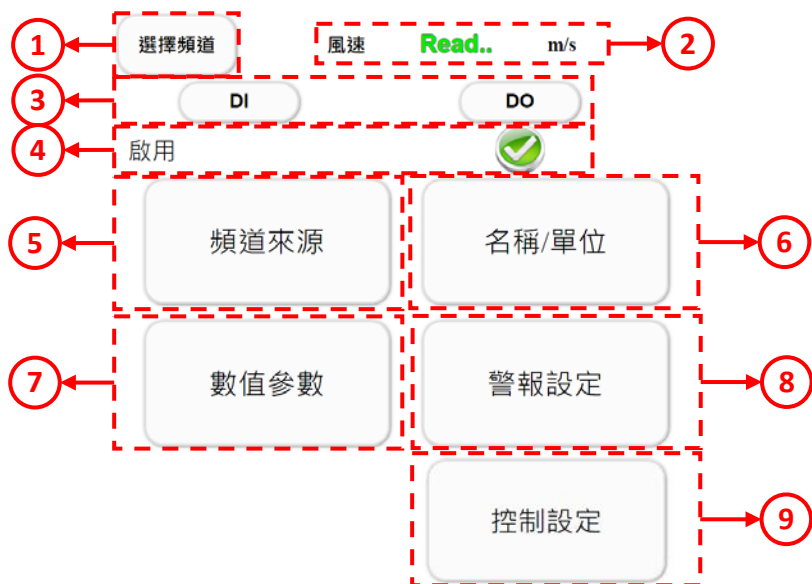 1 選擇頻道 風速 Read.. m/s 2
3 DI DO
4 啟用
5 頻道來源 名稱/單位 6
7 數值參數 警報設定 8
控制設定 9